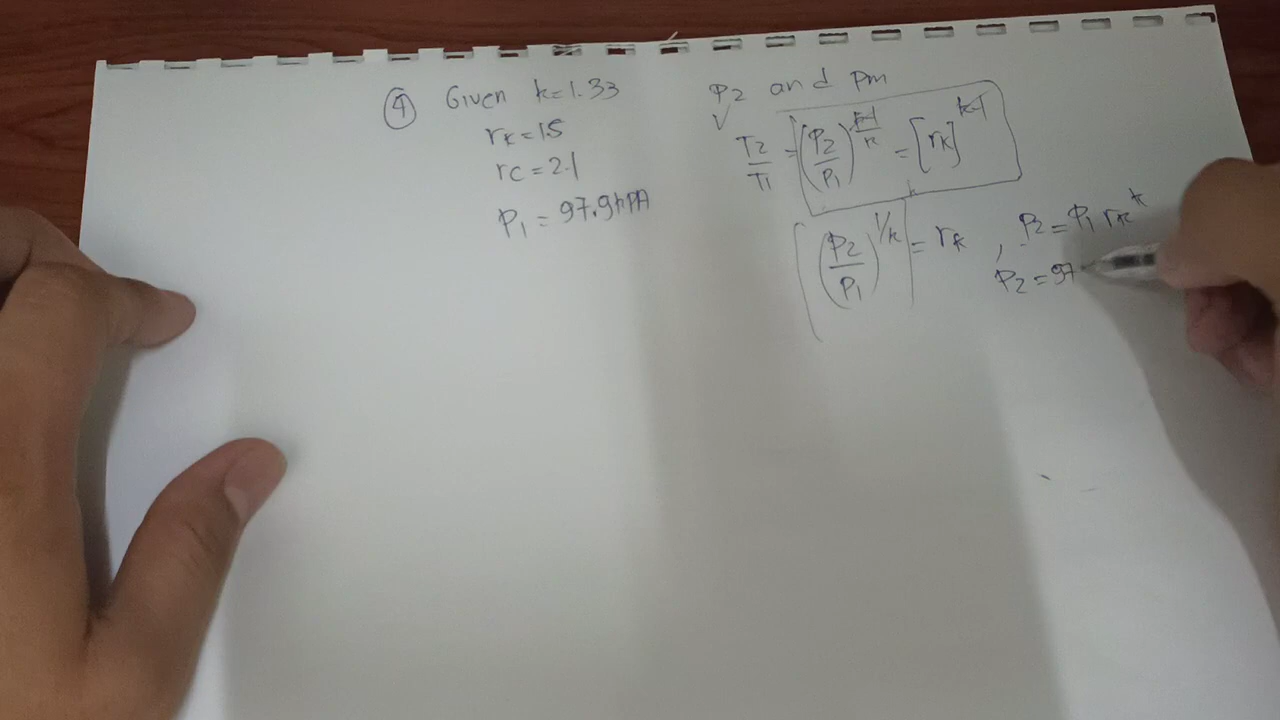 ④ Given k=1.33
rk=15
rc=2.1
P1 = 97.9kPA
P2 and Pm
✓
T2/T1 = (P2/P1)^(k-1/k) = [rk]^k-1
(P2/P1)^1/k = rk , P2=P1 rk^k
P2=97